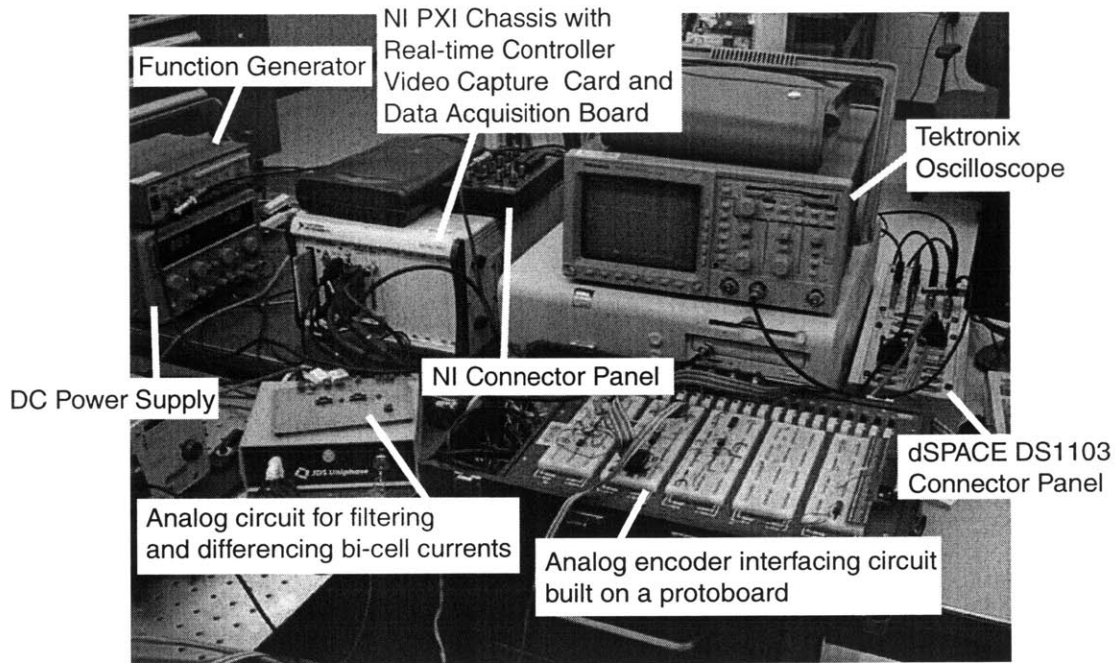 NI PXI Chassis with
Real-time Controller
Video Capture Card and
Data Acquisition Board
Function Generator
Tektronix
Oscilloscope
NI Connector Panel
DC Power Supply
dSPACE DS1103
Connector Panel
JDS Uniphase
Analog circuit for filtering
and differencing bi-cell currents
Analog encoder interfacing circuit
built on a protoboard